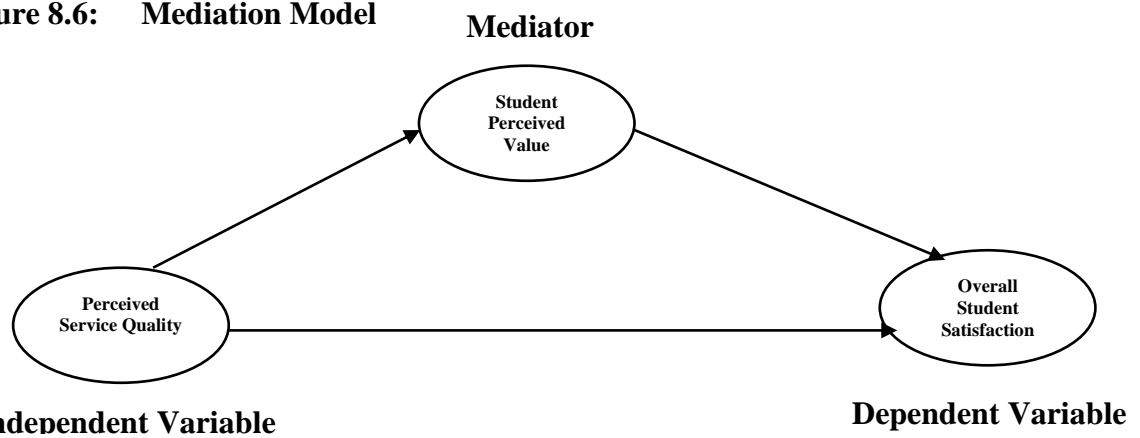 ure 8.6: Mediation Model
Mediator
Student
Perceived
Value
Perceived
Service Quality
Overall
Student
Satisfaction
ndependent Variable
Dependent Variable